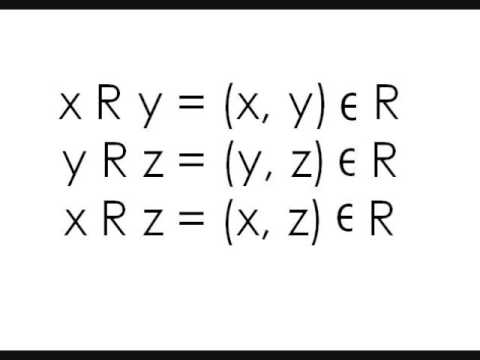 x R y = (x, y) ϵ R
y R z = (y, z) ϵ R
x R z = (x, z) ϵ R